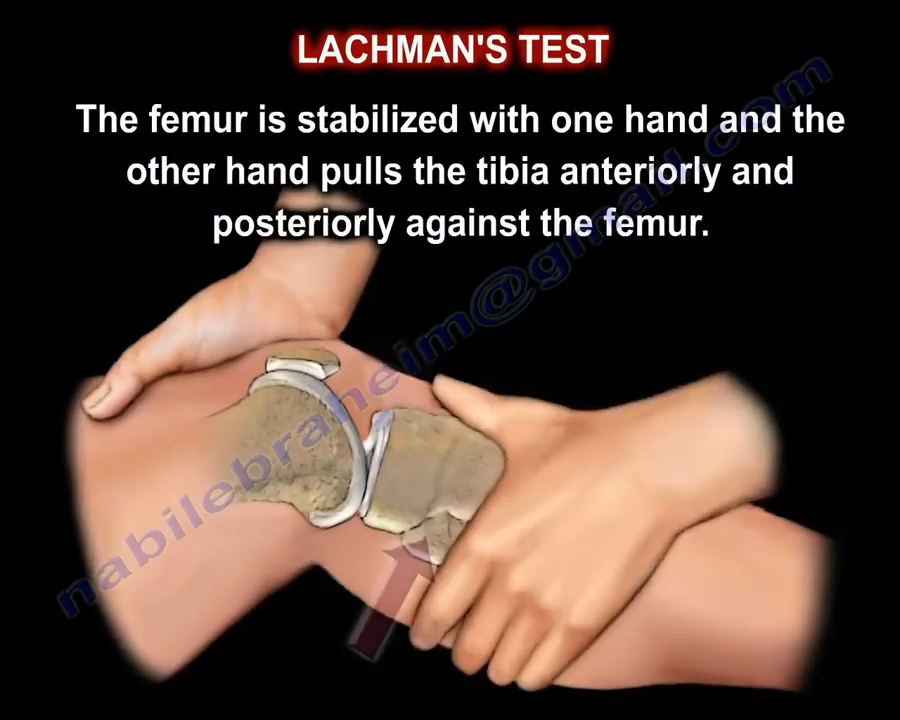 LACHMAN'S TEST
The femur is stabilized with one hand and the
other hand pulls the tibia anteriorly and
posteriorly against the femur.
nabilebraheim@gmail.com